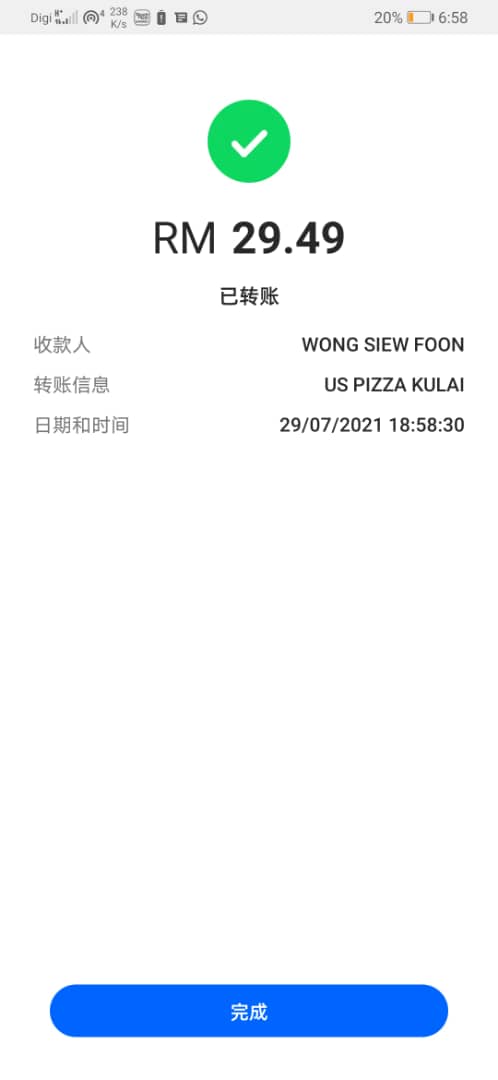 Digi 4 238 K/s 20% 6:58
RM 29.49
已转账
收款人 WONG SIEW FOON
转账信息 US PIZZA KULAI
日期和时间 29/07/2021 18:58:30
完成